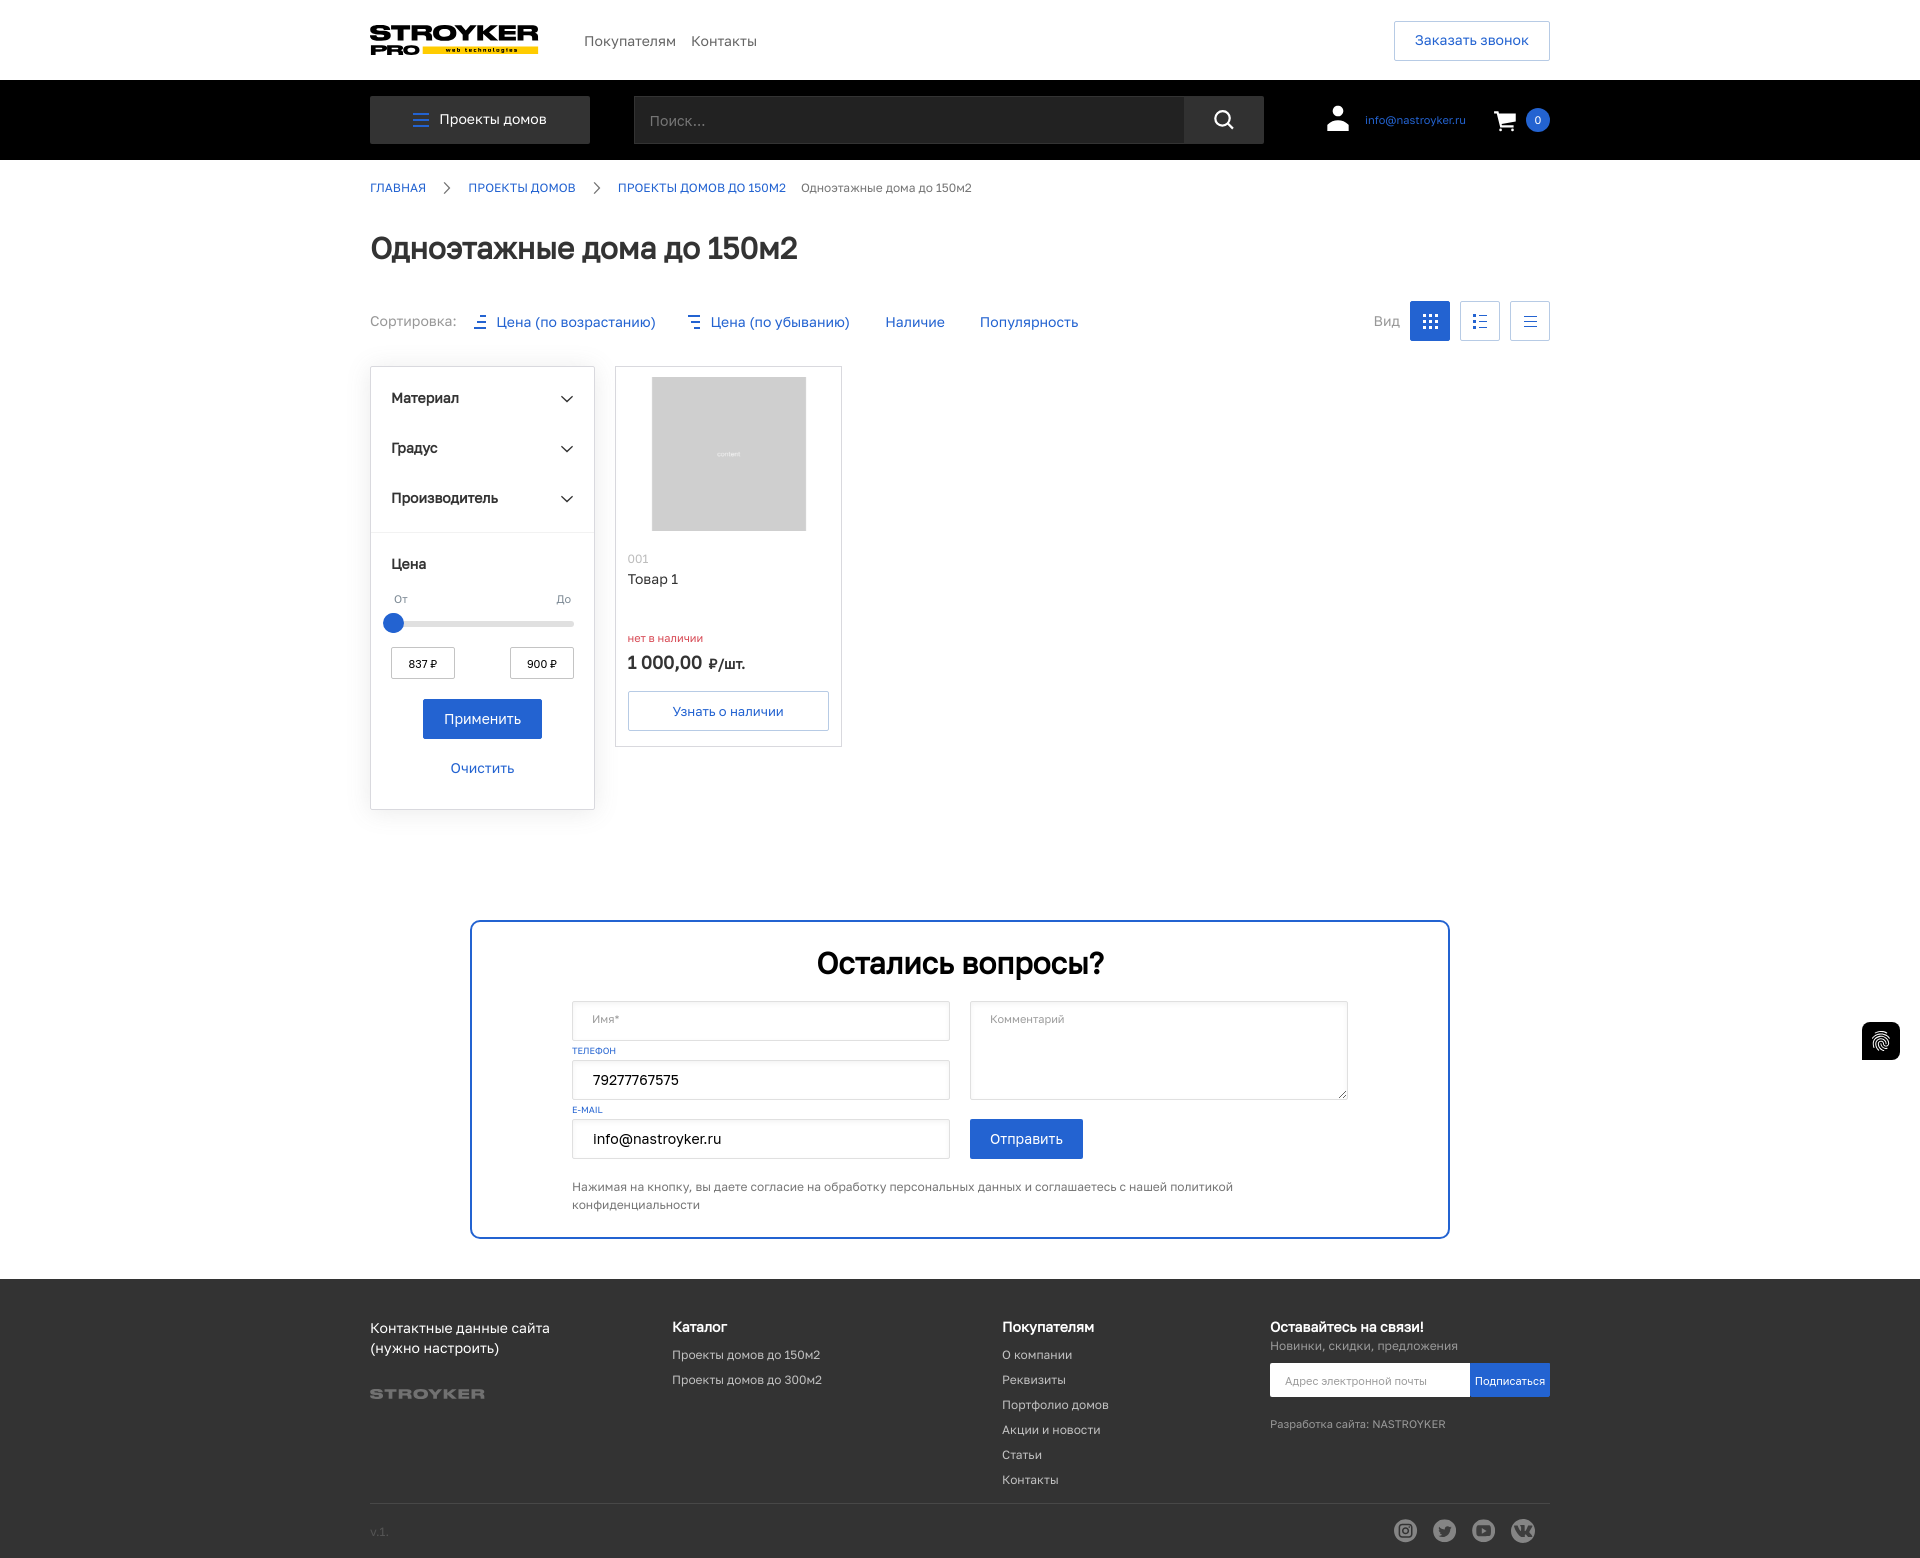 STROYKER
PRO web technologies
Покупателям Контакты
Заказать звонок
Проекты домов
Поиск...
info@nastroyker.ru
0
ГЛАВНАЯ ПРОЕКТЫ ДОМОВ ПРОЕКТЫ ДОМОВ ДО 150М2 Одноэтажные дома до 150м2
Одноэтажные дома до 150м2
Сортировка: Цена (по возрастанию) Цена (по убыванию) Наличие Популярность
Вид
Материал
Градус
Производитель
Цена
От До
837 ₽ 900 ₽
Применить
Очистить
content
001
Товар 1
нет в наличии
1 000,00 ₽/шт.
Узнать о наличии
Остались вопросы?
Имя*
ТЕЛЕФОН
79277767575
E-MAIL
info@nastroyker.ru
Комментарий
Отправить
Нажимая на кнопку, вы даете согласие на обработку персональных данных и соглашаетесь с нашей политикой
конфиденциальности
Контактные данные сайта
(нужно настроить)
STROYKER
Каталог
Проекты домов до 150м2
Проекты домов до 300м2
Покупателям
О компании
Реквизиты
Портфолио домов
Акции и новости
Статьи
Контакты
Оставайтесь на связи!
Новинки, скидки, предложения
Адрес электронной почты
Подписаться
Разработка сайта: NASTROYKER
v.1.